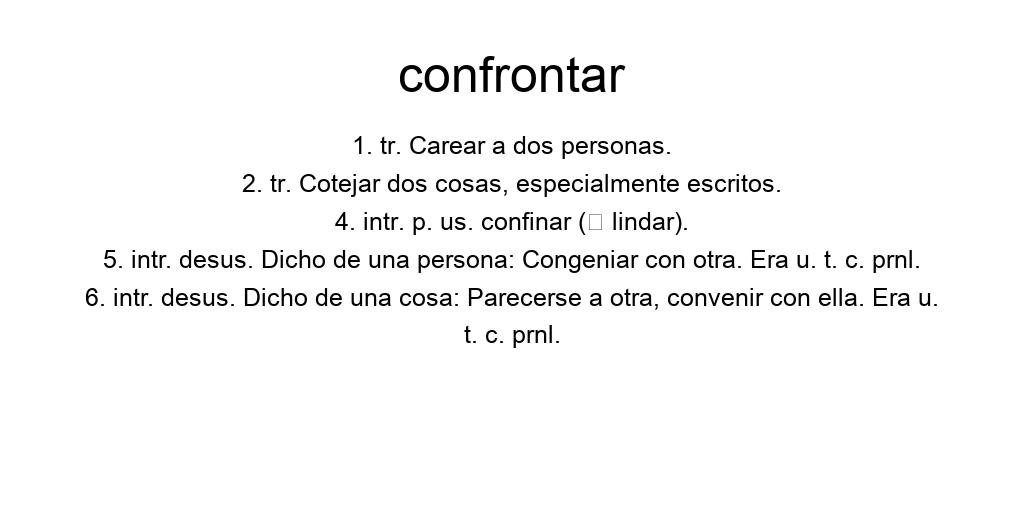 confrontar
1. tr. Carear a dos personas.
2. tr. Cotejar dos cosas, especialmente escritos.
4. intr. p. us. confinar (▯ lindar).
5. intr. desus. Dicho de una persona: Congeniar con otra. Era u. t. c. prnl.
6. intr. desus. Dicho de una cosa: Parecerse a otra, convenir con ella. Era u.
t. c. prnl.